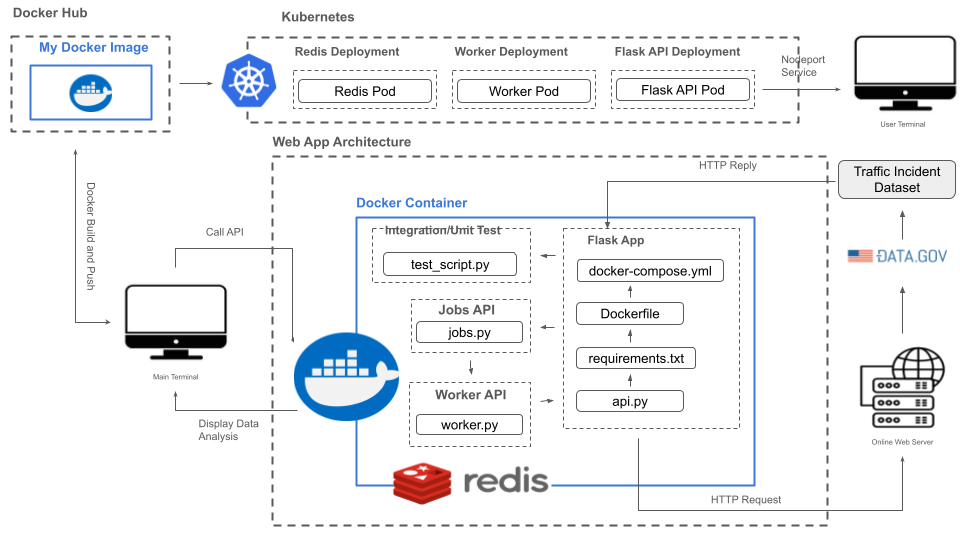 Docker Hub
My Docker Image
Kubernetes
Redis Deployment
Redis Pod
Worker Deployment
Worker Pod
Flask API Deployment
Flask API Pod
Nodeport
Service
User Terminal
Web App Architecture
HTTP Reply
Traffic Incident
Dataset
DATA.GOV
Docker Container
Integration/Unit Test
test_script.py
Flask App
docker-compose.yml
Dockerfile
requirements.txt
api.py
Jobs API
jobs.py
Worker API
worker.py
redis
HTTP Request
Online Web Server
Docker Build and Push
Call API
Main Terminal
Display Data
Analysis